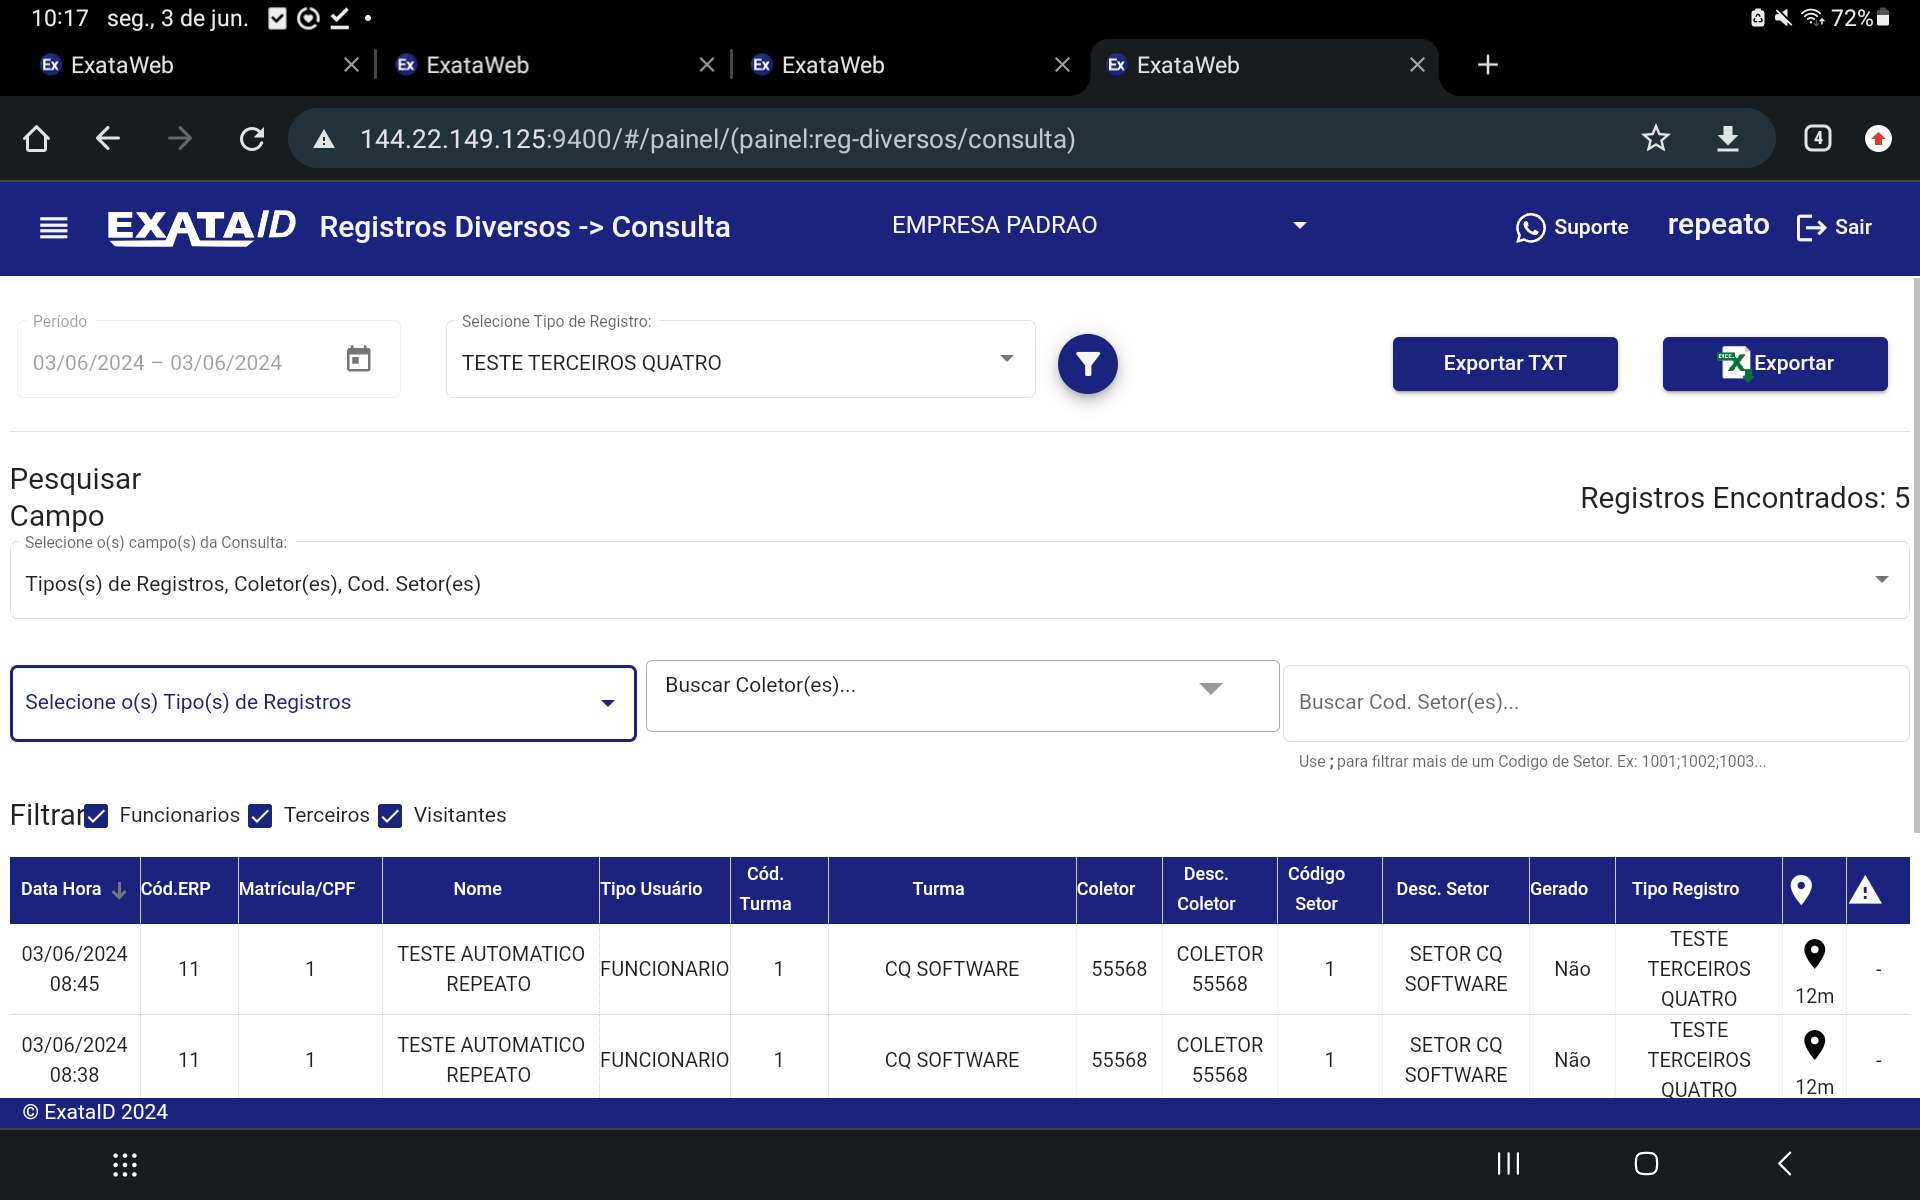 10:17 seg., 3 de jun.
72%
Ex ExataWeb
Ex ExataWeb
Ex ExataWeb
Ex ExataWeb
144.22.149.125:9400/#/painel/(painel:reg-diversos/consulta)
4
EXATA/D Registros Diversos -> Consulta
EMPRESA PADRAO
Suporte
repeato
Sair
Período
03/06/2024 – 03/06/2024
Selecione Tipo de Registro:
TESTE TERCEIROS QUATRO
Exportar TXT
Exportar
Pesquisar
Campo
Registros Encontrados: 5
Selecione o(s) campo(s) da Consulta:
Tipos(s) de Registros, Coletor(es), Cod. Setor(es)
Selecione o(s) Tipo(s) de Registros
Buscar Coletor(es)...
Buscar Cod. Setor(es)...
Use ; para filtrar mais de um Codigo de Setor. Ex: 1001;1002;1003...
Filtrar Funcionarios Terceiros Visitantes
Data Hora
Cód.ERP
Matrícula/CPF
Nome
Tipo Usuário
Cód.
Turma
Turma
Coletor
Desc.
Coletor
Código
Setor
Desc. Setor
Gerado
Tipo Registro
03/06/2024
08:45
11
1
TESTE AUTOMATICO
REPEATO
FUNCIONARIO
1
CQ SOFTWARE
55568
COLETOR
55568
1
SETOR CQ
SOFTWARE
Não
TESTE
TERCEIROS
QUATRO
12m
-
03/06/2024
08:38
11
1
TESTE AUTOMATICO
REPEATO
FUNCIONARIO
1
CQ SOFTWARE
55568
COLETOR
55568
1
SETOR CQ
SOFTWARE
Não
TESTE
TERCEIROS
QUATRO
12m
-
© ExataID 2024